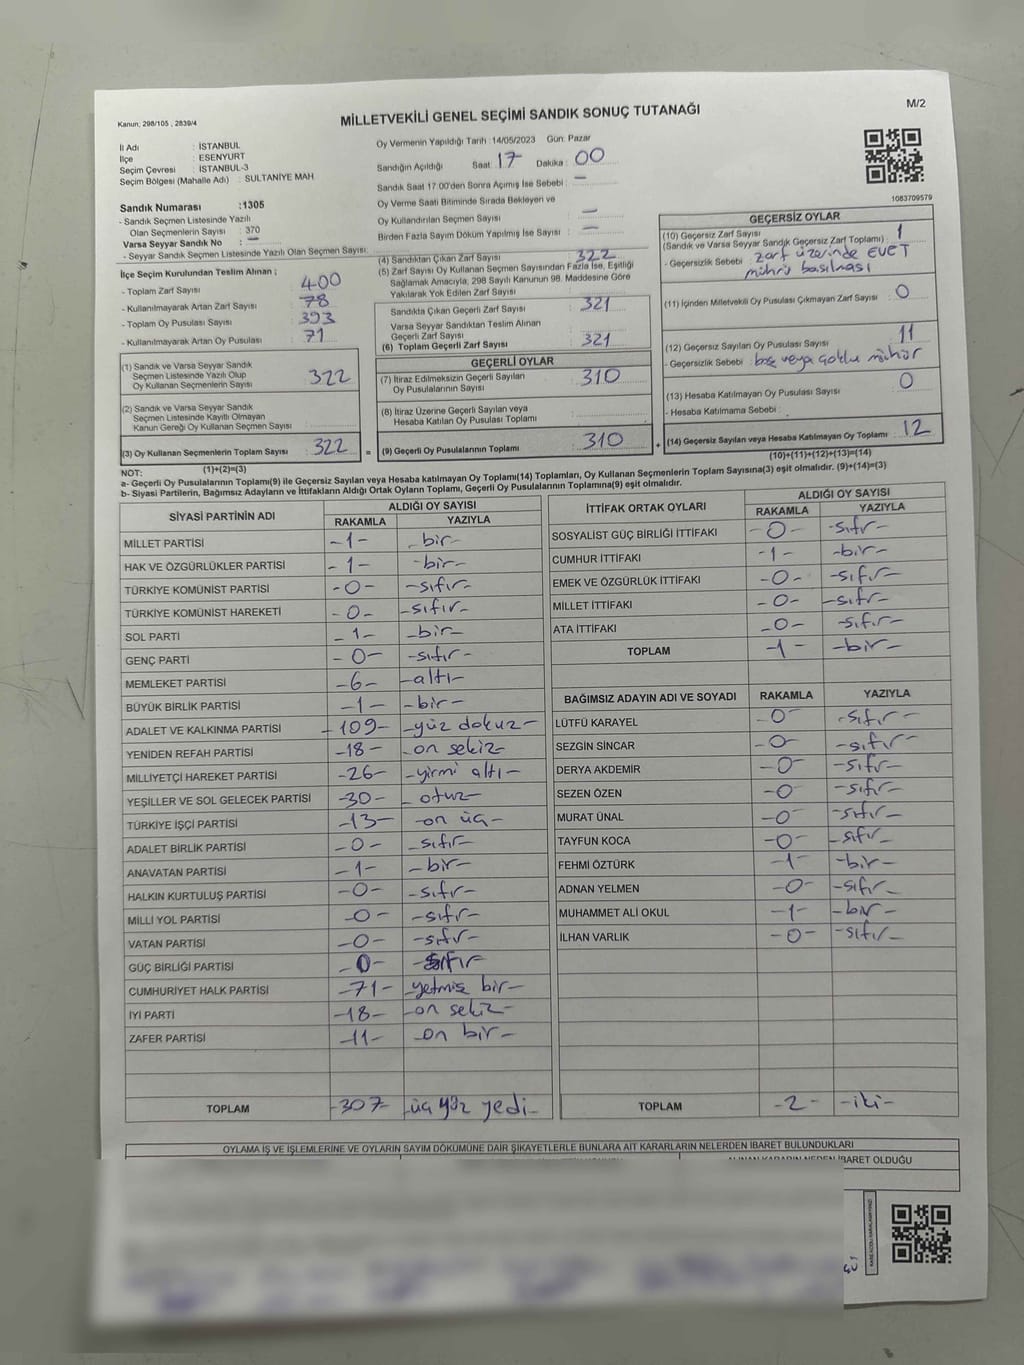 M/2
Kanun, 298/105 , 2839/4
MİLLETVEKİLİ GENEL SEÇİMİ SANDIK SONUÇ TUTANAĞI
İl Adı : İSTANBUL
İlçe : ESENYURT
Seçim Çevresi : İSTANBUL-3
Seçim Bölgesi (Mahalle Adı) : SULTANİYE MAH
Sandık Numarası :1305
- Sandık Seçmen Listesinde Yazılı
Olan Seçmenlerin Sayısı : 370
Varsa Seyyar Sandık No : —
- Seyyar Sandık Seçmen Listesinde Yazılı Olan Seçmen Sayısı:
İlçe Seçim Kurulundan Teslim Alınan ;
- Toplam Zarf Sayısı : 400
- Kullanılmayarak Artan Zarf Sayısı : 78
- Toplam Oy Pusulası Sayısı : 393
- Kullanılmayarak Artan Oy Pusulası : 71
(1) Sandık ve Varsa Seyyar Sandık
Seçmen Listesinde Yazılı Olup
Oy Kullanan Seçmenlerin Sayısı : 322
(2) Sandık ve Varsa Seyyar Sandık
Seçmen Listesinde Kayıtlı Olmayan
Kanun Gereği Oy Kullanan Seçmen Sayısı :
(3) Oy Kullanan Seçmenlerin Toplam Sayısı : 322
(1)+(2)=(3)
Oy Vermenin Yapıldığı Tarih :14/05/2023 Gün: Pazar
Sandığın Açıldığı Saat : 17 Dakika : 00
Sandık Saat 17.00'den Sonra Açımış İse Sebebi : —
Oy Verme Saati Bitiminde Sırada Bekleyen ve
Oy Kullandırılan Seçmen Sayısı : —
Birden Fazla Sayım Döküm Yapılmış İse Sayısı : —
(4) Sandıktan Çıkan Zarf Sayısı : 322
(5) Zarf Sayısı Oy Kullanan Seçmen Sayısından Fazla İse, Eşitliği
Sağlamak Amacıyla, 298 Sayılı Kanunun 98. Maddesine Göre
Yakılarak Yok Edilen Zarf Sayısı :
Sandıkta Çıkan Geçerli Zarf Sayısı : 321
Varsa Seyyar Sandıktan Teslim Alınan
Geçerli Zarf Sayısı
(6) Toplam Geçerli Zarf Sayısı : 321
GEÇERLİ OYLAR
(7) İtiraz Edilmeksizin Geçerli Sayılan
Oy Pusulalarının Sayısı : 310
(8) İtiraz Üzerine Geçerli Sayılan veya
Hesaba Katılan Oy Pusulası Toplamı :
= (9) Geçerli Oy Pusulalarının Toplamı : 310 +
1083709579
GEÇERSİZ OYLAR
(10) Geçersiz Zarf Sayısı
(Sandık ve Varsa Seyyar Sandık Geçersiz Zarf Toplamı) : 1
- Geçersizlik Sebebi : zarf üzerinde EVET
mührü basılması
(11) İçinden Milletvekili Oy Pusulası Çıkmayan Zarf Sayısı : 0
(12) Geçersiz Sayılan Oy Pusulası Sayısı : 11
- Geçersizlik Sebebi : boş veya çoklu mühür
(13) Hesaba Katılmayan Oy Pusulası Sayısı : 0
- Hesaba Katılmama Sebebi :
(14) Geçersiz Sayılan veya Hesaba Katılmayan Oy Toplamı : 12
(10)+(11)+(12)+(13)=(14)
NOT:
a- Geçerli Oy Pusulalarının Toplamı(9) ile Geçersiz Sayılan veya Hesaba katılmayan Oy Toplamı(14) Toplamları, Oy Kullanan Seçmenlerin Toplam Sayısına(3) eşit olmalıdır. (9)+(14)=(3)
b- Siyasi Partilerin, Bağımsız Adayların ve İttifakların Aldığı Ortak Oyların Toplamı, Geçerli Oy Pusulalarının Toplamına(9) eşit olmalıdır.
SİYASİ PARTİNİN ADI ALDIĞI OY SAYISI
RAKAMLA YAZIYLA
MİLLET PARTİSİ -1- -bir-
HAK VE ÖZGÜRLÜKLER PARTİSİ -1- -bir-
TÜRKİYE KOMÜNİST PARTİSİ -0- -sıfır-
TÜRKİYE KOMÜNİST HAREKETİ -0- -sıfır-
SOL PARTİ -1- -bir-
GENÇ PARTİ -0- -sıfır-
MEMLEKET PARTİSİ -6- -altı-
BÜYÜK BİRLİK PARTİSİ -1- -bir-
ADALET VE KALKINMA PARTİSİ -109- -yüz dokuz-
YENİDEN REFAH PARTİSİ -18- -on sekiz-
MİLLİYETÇİ HAREKET PARTİSİ -26- -yirmi altı-
YEŞİLLER VE SOL GELECEK PARTİSİ -30- -otuz-
TÜRKİYE İŞÇİ PARTİSİ -13- -on üç-
ADALET BİRLİK PARTİSİ -0- -sıfır-
ANAVATAN PARTİSİ -1- -bir-
HALKIN KURTULUŞ PARTİSİ -0- -sıfır-
MİLLİ YOL PARTİSİ -0- -sıfır-
VATAN PARTİSİ -0- -sıfır-
GÜÇ BİRLİĞİ PARTİSİ -0- -sıfır
CUMHURİYET HALK PARTİSİ -71- -yetmiş bir-
İYİ PARTİ -18- -on sekiz-
ZAFER PARTİSİ -11- -on bir-
TOPLAM -307- -üç yüz yedi-
İTTİFAK ORTAK OYLARI ALDIĞI OY SAYISI
RAKAMLA YAZIYLA
SOSYALİST GÜÇ BİRLİĞİ İTTİFAKI -0- -sıfır-
CUMHUR İTTİFAKI -1- -bir-
EMEK VE ÖZGÜRLÜK İTTİFAKI -0- -sıfır-
MİLLET İTTİFAKI -0- -sıfır-
ATA İTTİFAKI -0- -sıfır-
TOPLAM -1- -bir-
BAĞIMSIZ ADAYIN ADI VE SOYADI RAKAMLA YAZIYLA
LÜTFÜ KARAYEL -0- -sıfır-
SEZGİN SİNCAR -0- -sıfır-
DERYA AKDEMİR -0- -sıfır-
SEZEN ÖZEN -0- -sıfır-
MURAT ÜNAL -0- -sıfır-
TAYFUN KOCA -0- -sıfır-
FEHMİ ÖZTÜRK -1- -bir-
ADNAN YELMEN -0- -sıfır-
MUHAMMET ALİ OKUL -1- -bir-
İLHAN VARLIK -0- -sıfır-
TOPLAM -2- -iki-
OYLAMA İŞ VE İŞLEMLERİNE VE OYLARIN SAYIM DÖKÜMÜNE DAİR ŞİKAYETLERLE BUNLARA AİT KARARLARIN NELERDEN İBARET BULUNDUKLARI
ALINAN KARARIN NEDEN İBARET OLDUĞU